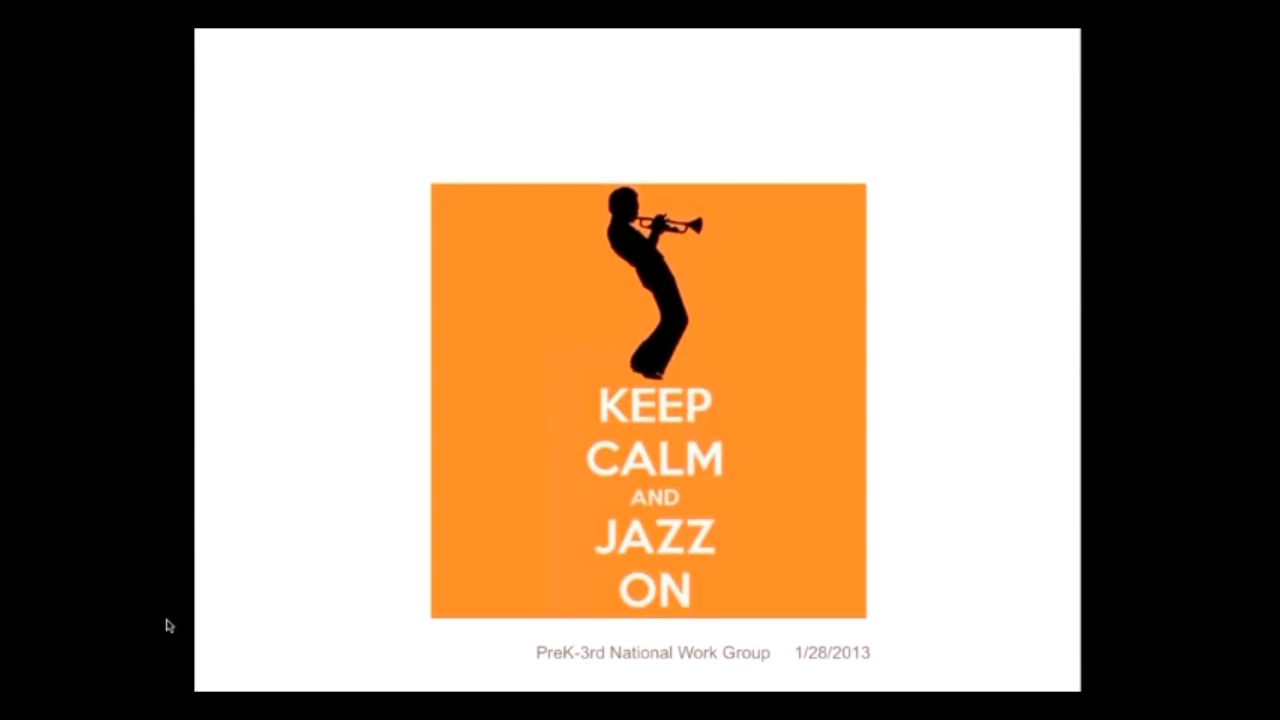 KEEP
CALM
AND
JAZZ
ON
PreK-3rd National Work Group 1/28/2013